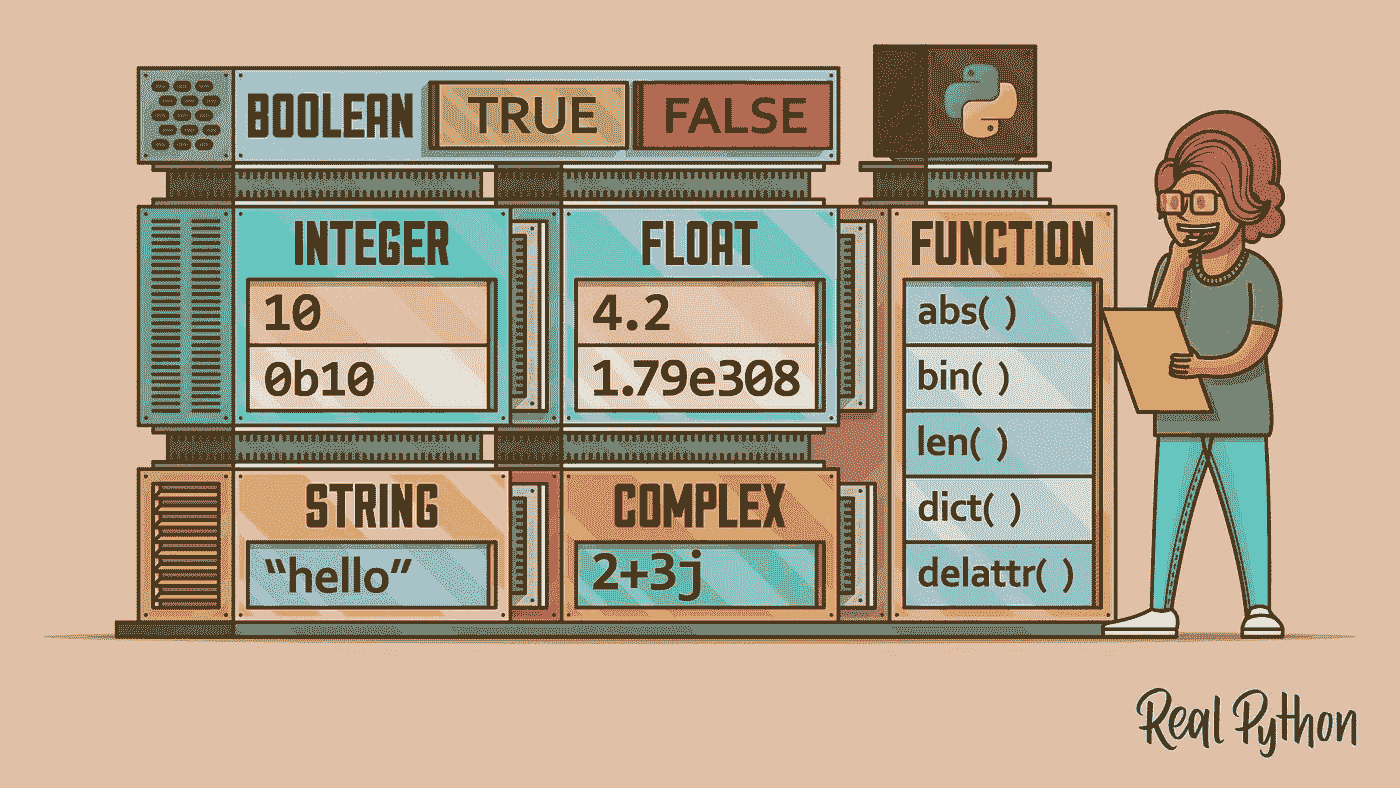 BOOLEAN TRUE FALSE
INTEGER
10
0b10
FLOAT
4.2
1.79e308
FUNCTION
abs( )
bin( )
len( )
dict( )
delattr( )
STRING
“hello”
COMPLEX
2+3j
Real Python